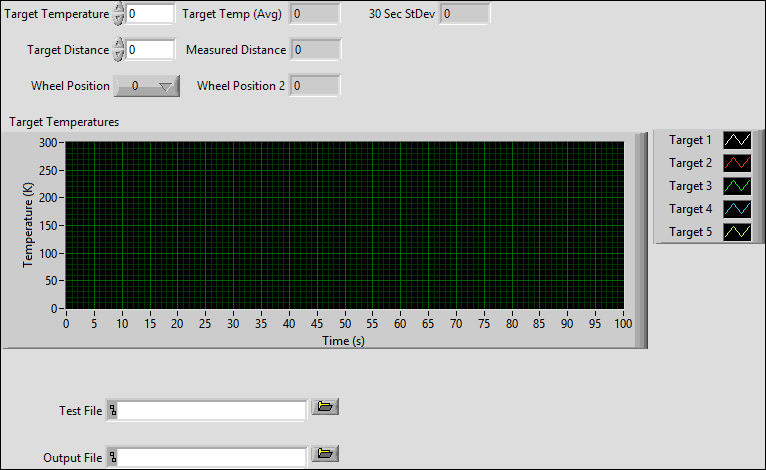 Target Temperature 0 Target Temp (Avg) 0 30 Sec StDev 0
Target Distance 0 Measured Distance 0
Wheel Position 0 Wheel Position 2 0
Target Temperatures
Temperature (K)
300
250
200
150
100
50
0
0 5 10 15 20 25 30 35 40 45 50 55 60 65 70 75 80 85 90 95 100
Time (s)
Target 1
Target 2
Target 3
Target 4
Target 5
Test File
Output File